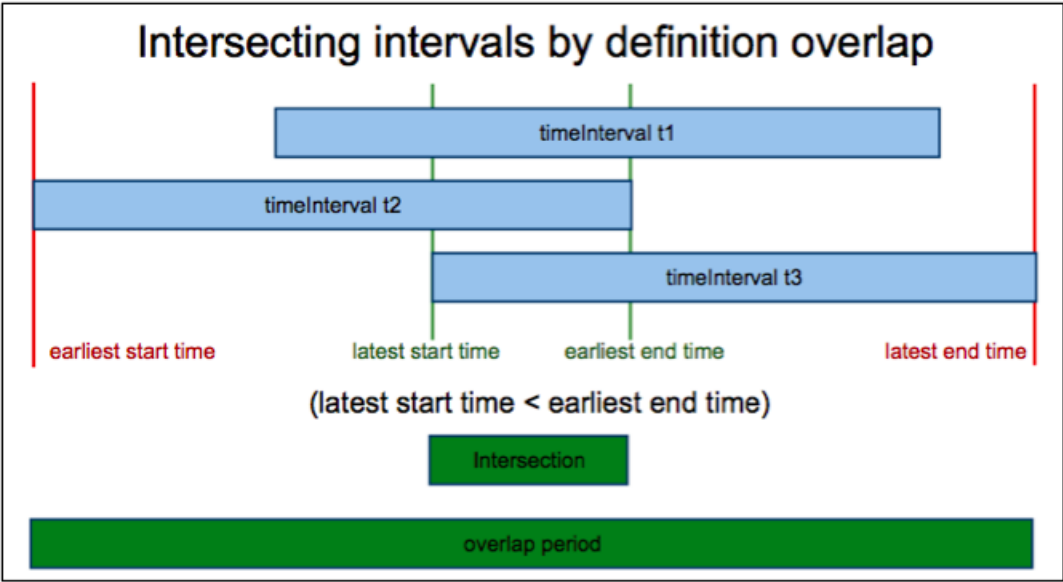 Intersecting intervals by definition overlap
timeInterval t1
timeInterval t2
timeInterval t3
earliest start time
latest start time
earliest end time
latest end time
(latest start time < earliest end time)
Intersection
overlap period